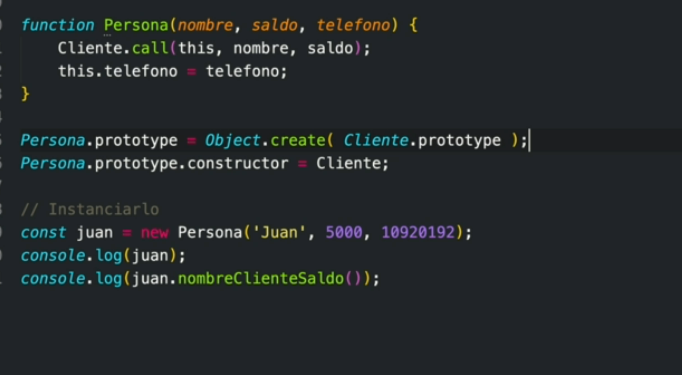 function Persona(nombre, saldo, telefono) {
Cliente.call(this, nombre, saldo);
this.telefono = telefono;
}
Persona.prototype = Object.create( Cliente.prototype );
Persona.prototype.constructor = Cliente;
// Instanciarlo
const juan = new Persona('Juan', 5000, 10920192);
console.log(juan);
console.log(juan.nombreClienteSaldo());